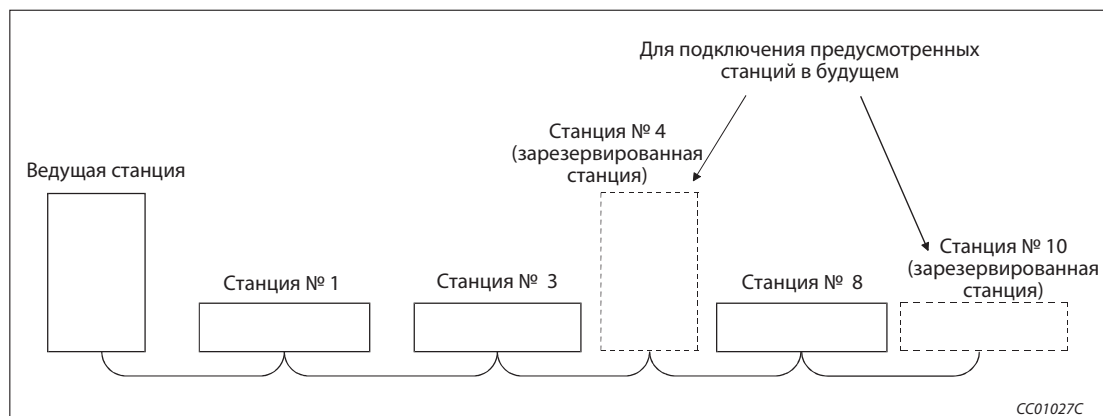 Для подключения предусмотренных
станций в будущем
Станция № 4
(зарезервированная
станция)
Ведущая станция
Станция № 10
(зарезервированная
станция)
Станция № 1
Станция № 3
Станция № 8
CC01027C